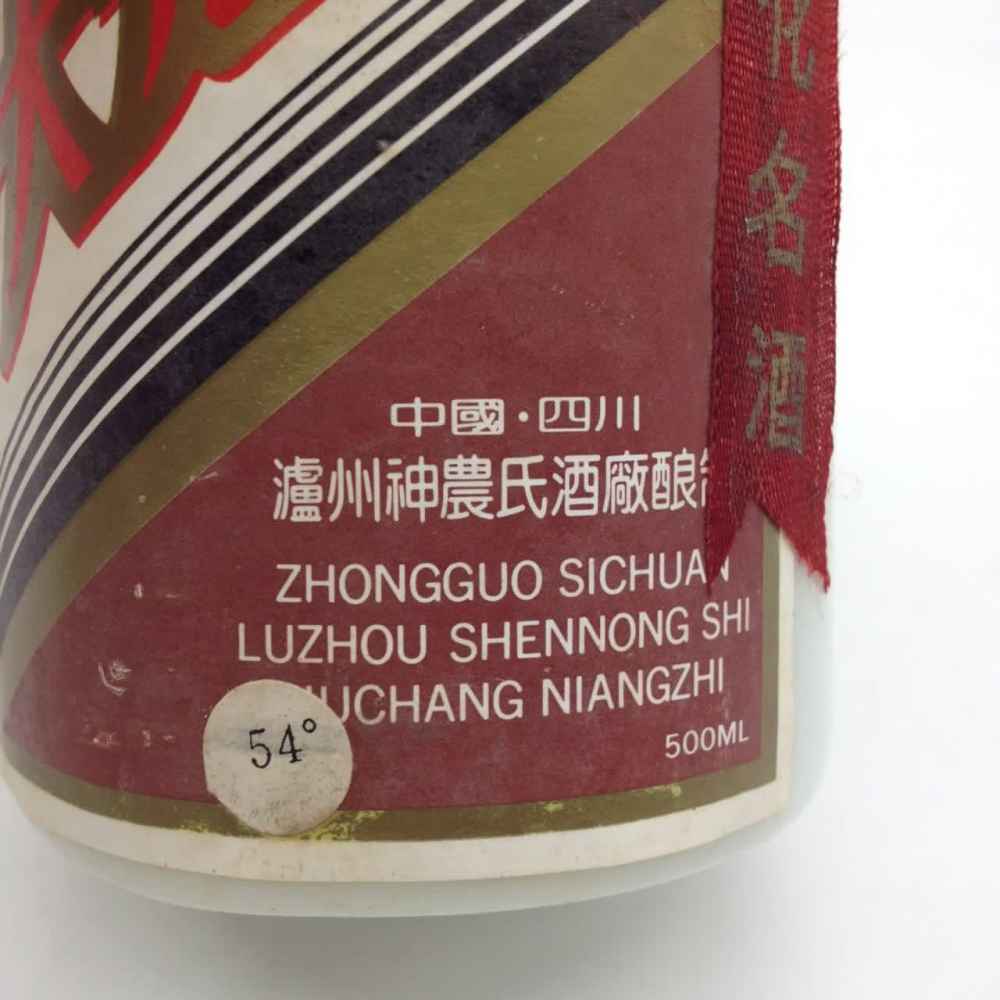 名酒
中國·四川
瀘州神農氏酒廠酿
ZHONGGUO SICHUAN
LUZHOU SHENNONG SHI
UCHANG NIANGZHI
500ML
54°